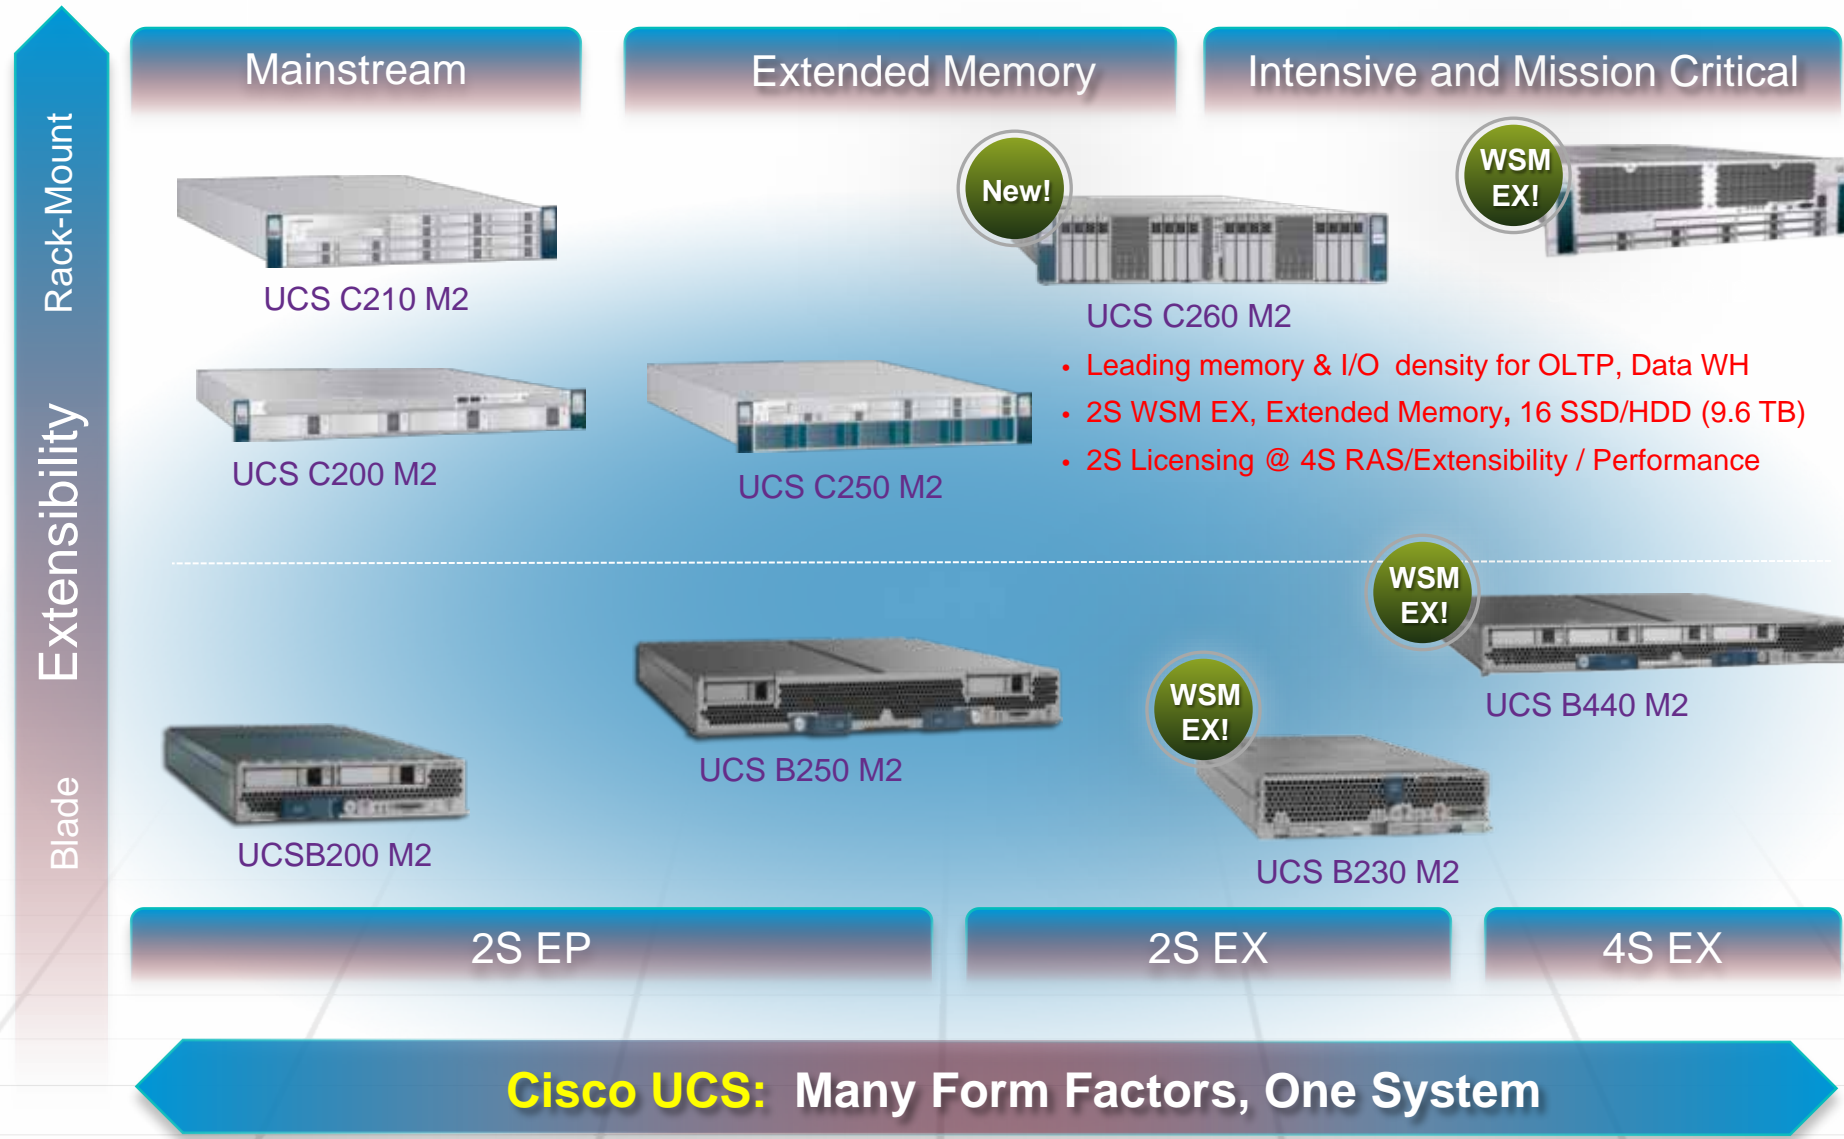 Mainstream
Extended Memory
Intensive and Mission Critical
Rack-Mount
Extensibility
Blade
New!
WSM
EX!
UCS C210 M2
UCS C260 M2
• Leading memory & I/O density for OLTP, Data WH
• 2S WSM EX, Extended Memory, 16 SSD/HDD (9.6 TB)
• 2S Licensing @ 4S RAS/Extensibility / Performance
UCS C200 M2
UCS C250 M2
WSM
EX!
UCS B440 M2
WSM
EX!
UCS B250 M2
UCSB200 M2
UCS B230 M2
2S EP
2S EX
4S EX
Cisco UCS: Many Form Factors, One System